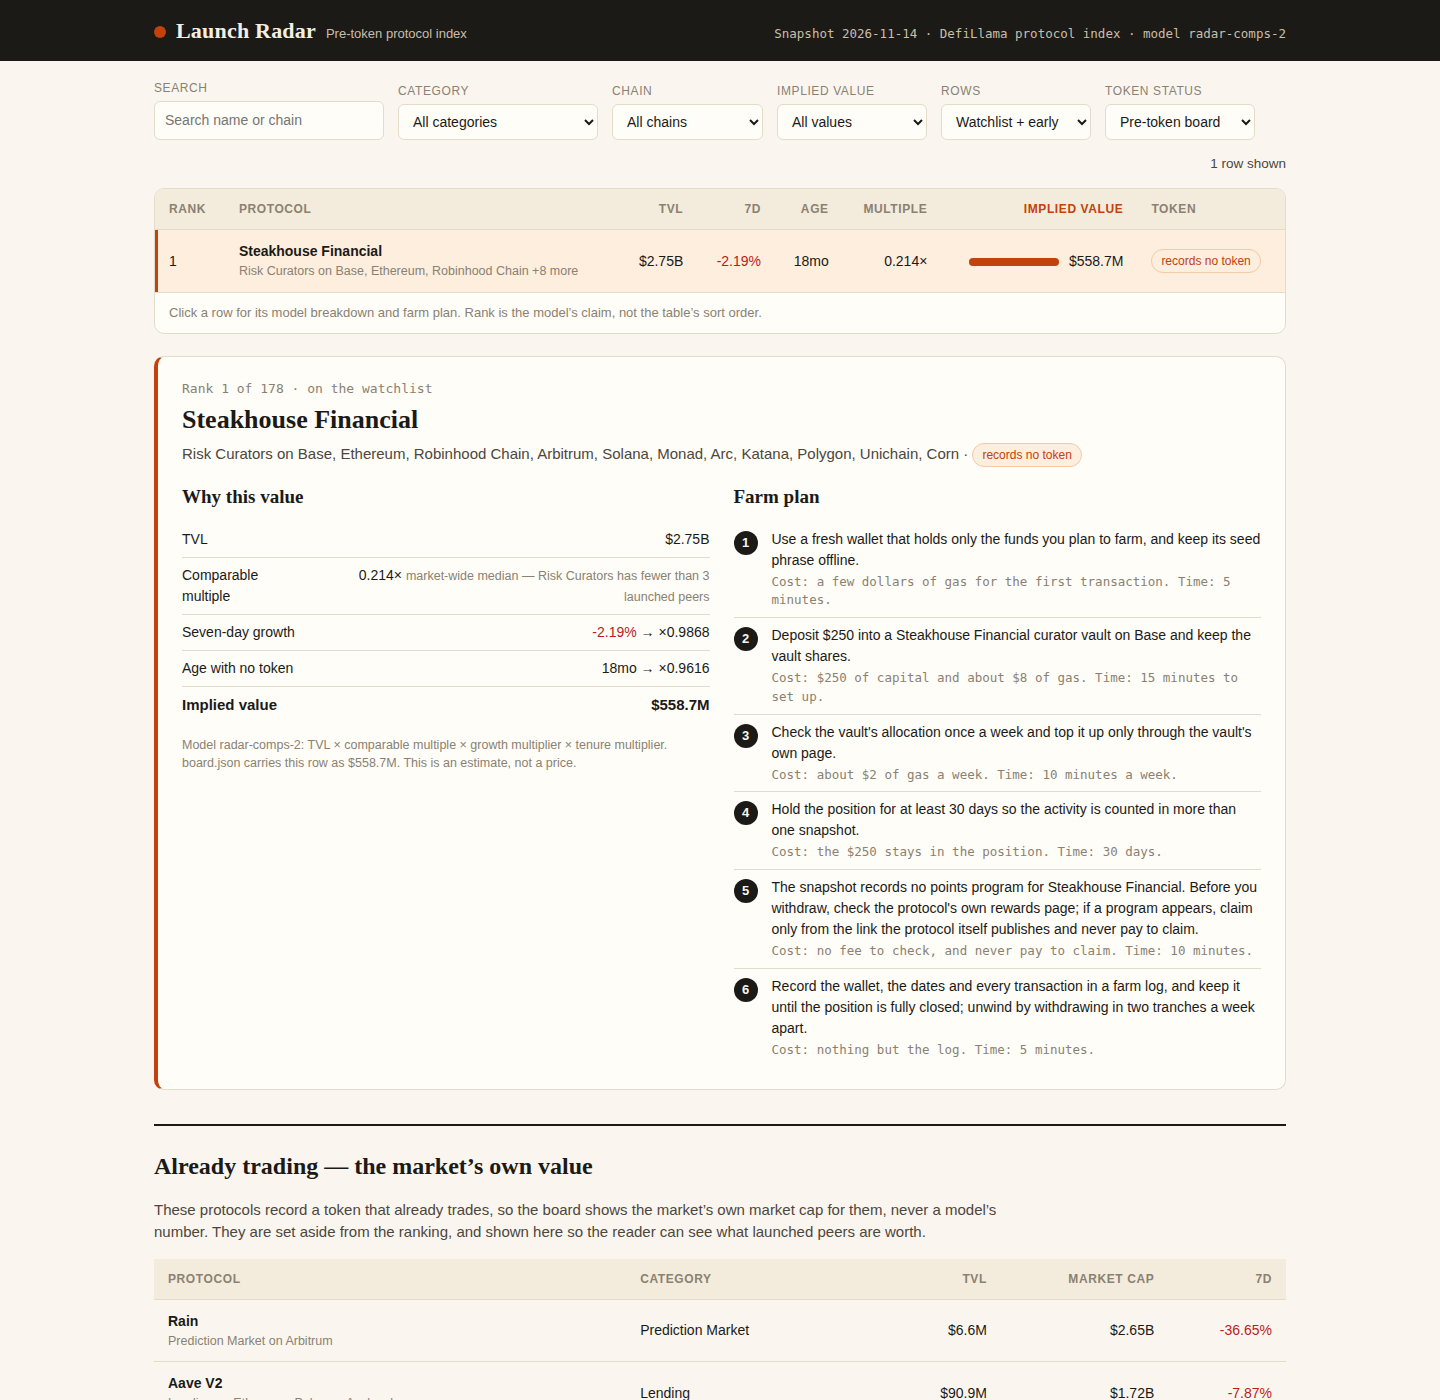 Launch Radar Pre-token protocol index
Snapshot 2026-11-14 · DefiLlama protocol index · model radar-comps-2
SEARCH
CATEGORY
CHAIN
IMPLIED VALUE
ROWS
TOKEN STATUS
Search name or chain
All categories
All chains
All values
Watchlist + early
Pre-token board
1 row shown
RANK PROTOCOL TVL 7D AGE MULTIPLE IMPLIED VALUE TOKEN
1 Steakhouse Financial $2.75B -2.19% 18mo 0.214× $558.7M records no token
Risk Curators on Base, Ethereum, Robinhood Chain +8 more
Click a row for its model breakdown and farm plan. Rank is the model's claim, not the table's sort order.
Rank 1 of 178 · on the watchlist
Steakhouse Financial
Risk Curators on Base, Ethereum, Robinhood Chain, Arbitrum, Solana, Monad, Arc, Katana, Polygon, Unichain, Corn · records no token
Why this value
TVL $2.75B
Comparable multiple 0.214× market-wide median — Risk Curators has fewer than 3
launched peers
Seven-day growth -2.19% → ×0.9868
Age with no token 18mo → ×0.9616
Implied value $558.7M
Model radar-comps-2: TVL × comparable multiple × growth multiplier × tenure multiplier.
board.json carries this row as $558.7M. This is an estimate, not a price.
Farm plan
1 Use a fresh wallet that holds only the funds you plan to farm, and keep its seed
phrase offline.
Cost: a few dollars of gas for the first transaction. Time: 5
minutes.
2 Deposit $250 into a Steakhouse Financial curator vault on Base and keep the
vault shares.
Cost: $250 of capital and about $8 of gas. Time: 15 minutes to
set up.
3 Check the vault's allocation once a week and top it up only through the vault's
own page.
Cost: about $2 of gas a week. Time: 10 minutes a week.
4 Hold the position for at least 30 days so the activity is counted in more than
one snapshot.
Cost: the $250 stays in the position. Time: 30 days.
5 The snapshot records no points program for Steakhouse Financial. Before you
withdraw, check the protocol's own rewards page; if a program appears, claim
only from the link the protocol itself publishes and never pay to claim.
Cost: no fee to check, and never pay to claim. Time: 10 minutes.
6 Record the wallet, the dates and every transaction in a farm log, and keep it
until the position is fully closed; unwind by withdrawing in two tranches a week
apart.
Cost: nothing but the log. Time: 5 minutes.
Already trading — the market’s own value
These protocols record a token that already trades, so the board shows the market’s own market cap for them, never a model’s
number. They are set aside from the ranking, and shown here so the reader can see what launched peers are worth.
PROTOCOL CATEGORY TVL MARKET CAP 7D
Rain Prediction Market $6.6M $2.65B -36.65%
Prediction Market on Arbitrum
Aave V2 Lending $90.9M $1.72B -7.87%